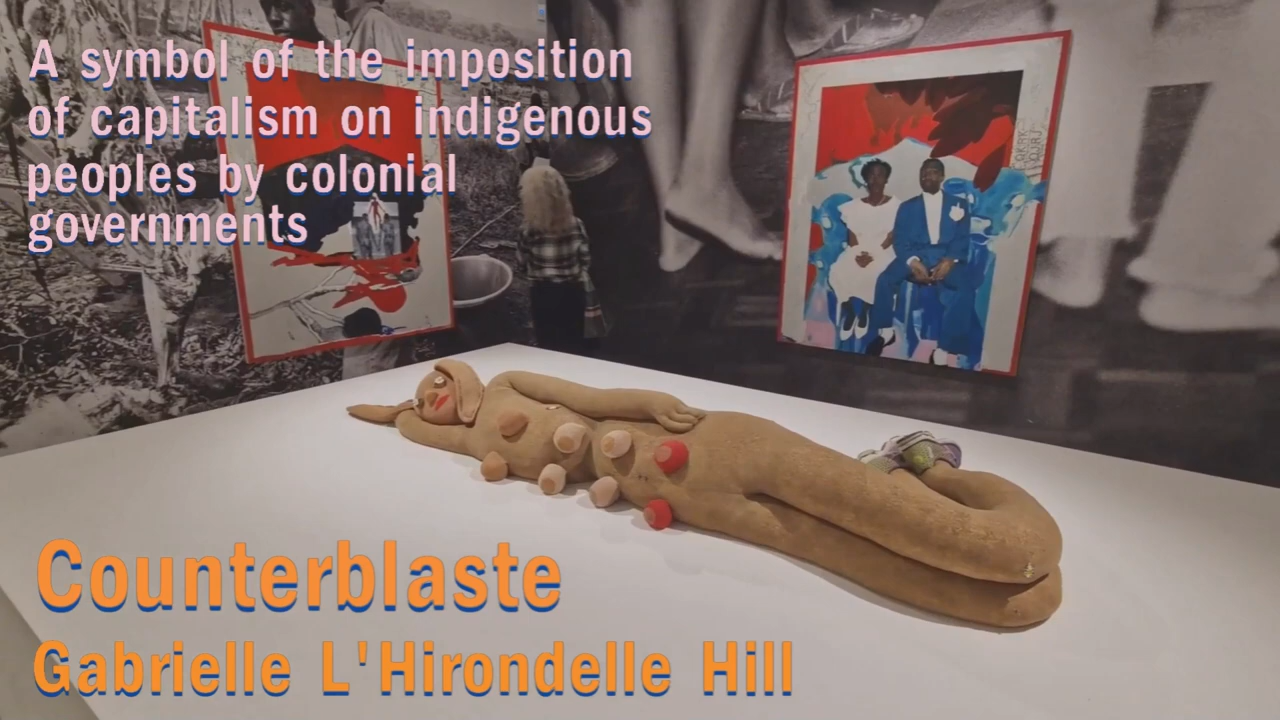 A symbol of the imposition
of capitalism on indigenous
peoples by colonial
governments
Counterblaste
Gabrielle L'Hirondelle Hill